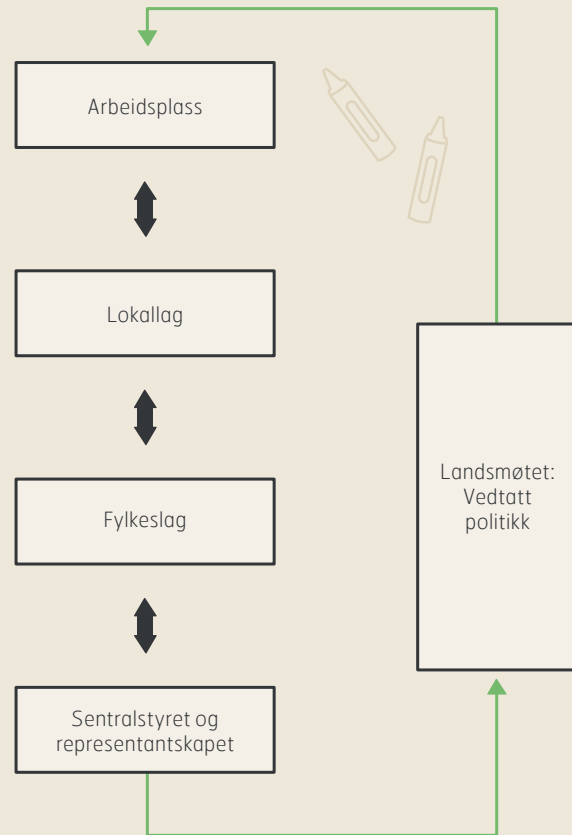 Arbeidsplass
Lokallag
Fylkeslag
Sentralstyret og
representantskapet
Landsmøtet:
Vedtatt
politikk